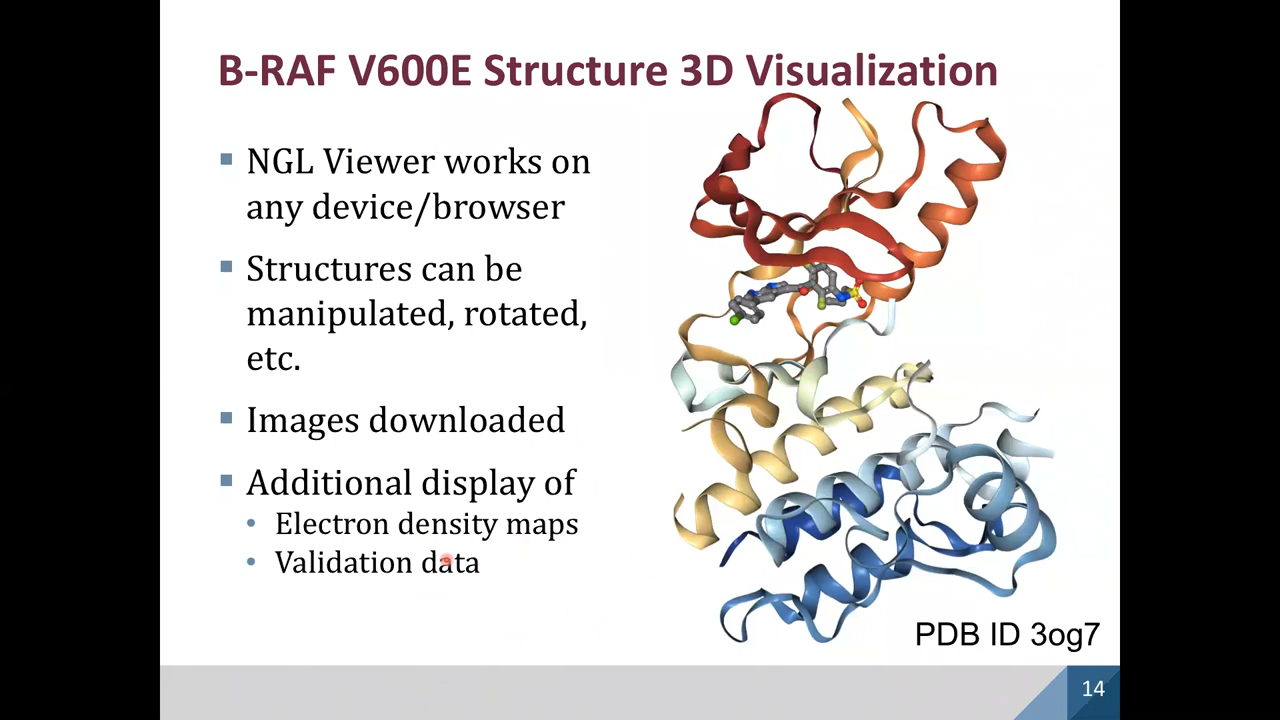 B-RAF V600E Structure 3D Visualization
NGL Viewer works on
any device/browser
Structures can be
manipulated, rotated,
etc.
Images downloaded
Additional display of
Electron density maps
Validation data
PDB ID 3og7
14